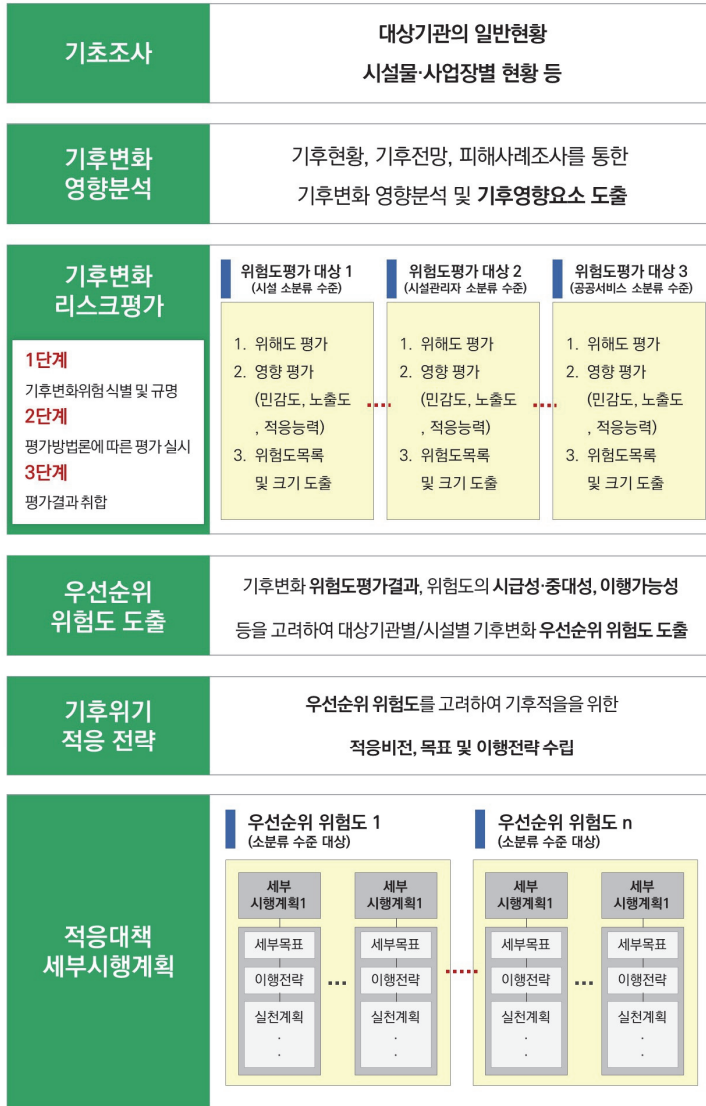 기초조사
대상기관의 일반현황
시설물·사업장별 현황 등
기후변화
영향분석
기후현황, 기후전망, 피해사례조사를 통한
기후변화 영향분석 및 기후영향요소 도출
기후변화
리스크평가
1단계
기후변화위험 식별 및 규명
2단계
평가방법론에 따른 평가 실시
3단계
평가결과 취합
위험도평가 대상 1
(시설 소분류 수준)
1. 위해도 평가
2. 영향 평가
(민감도, 노출도
, 적응능력)
3. 위험도목록
및 크기 도출
위험도평가 대상 2
(시설관리자 소분류 수준)
1. 위해도 평가
2. 영향 평가
(민감도, 노출도
, 적응능력)
3. 위험도목록
및 크기 도출
위험도평가 대상 3
(공공서비스 소분류 수준)
1. 위해도 평가
2. 영향 평가
(민감도, 노출도
, 적응능력)
3. 위험도목록
및 크기 도출
우선순위
위험도 도출
기후변화 위험도평가결과, 위험도의 시급성·중대성, 이행가능성
등을 고려하여 대상기관별/시설별 기후변화 우선순위 위험도 도출
기후위기
적응 전략
우선순위 위험도를 고려하여 기후적을을 위한
적응비전, 목표 및 이행전략 수립
적응대책
세부시행계획
우선순위 위험도 1
(소분류 수준 대상)
세부
시행계획1
세부목표
이행전략
실천계획
.
.
...
세부
시행계획1
세부목표
이행전략
실천계획
.
.
우선순위 위험도 n
(소분류 수준 대상)
세부
시행계획1
세부목표
이행전략
실천계획
.
.
...
세부
시행계획1
세부목표
이행전략
실천계획
.
.